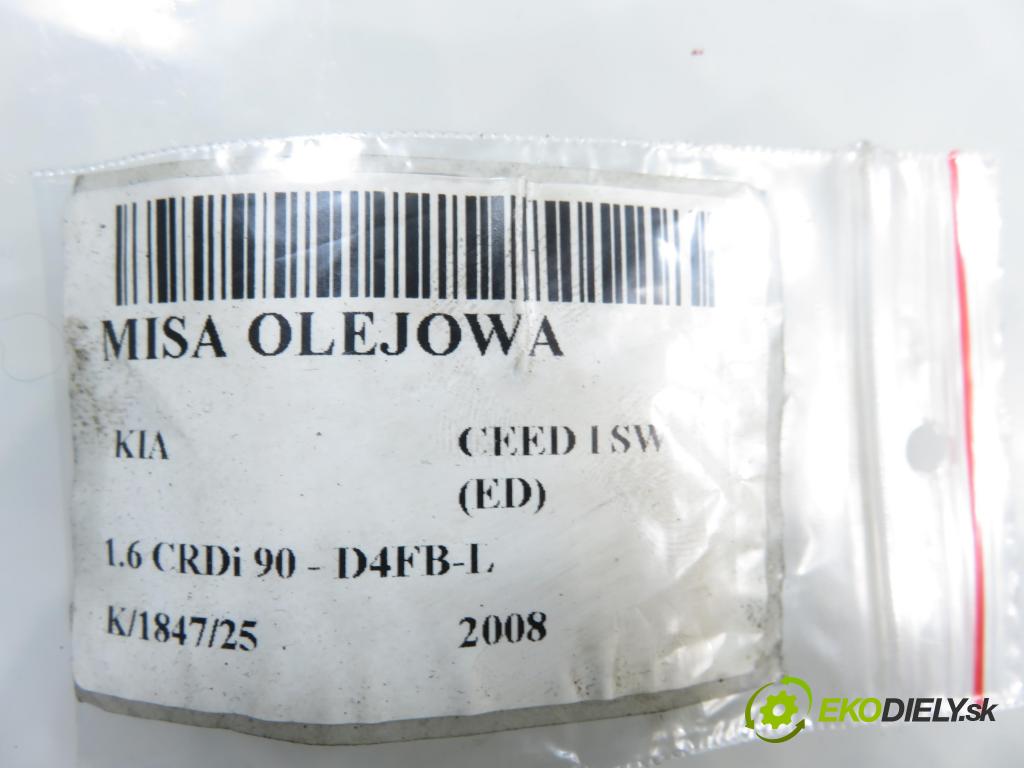 MISA OLEJOWA
KIA CEED I SW
(ED)
1.6 CRDi 90 - D4FB-L
K/1847/25 2008
EKODIELY.sk